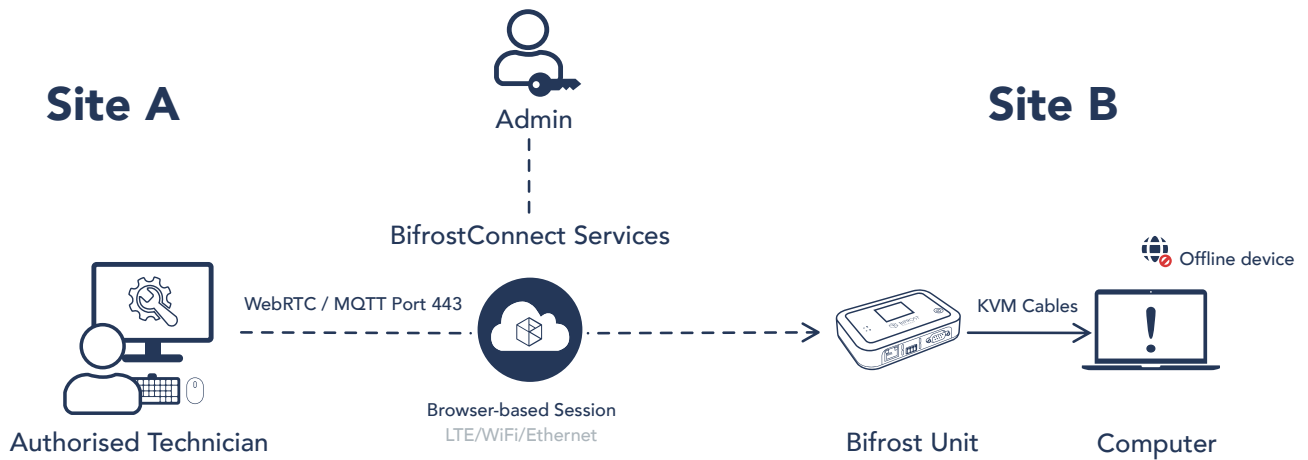 Site A
Admin
Site B
BifrostConnect Services
Offline device
WebRTC / MQTT Port 443
KVM Cables
Browser-based Session
LTE/WiFi/Ethernet
Authorised Technician
Bifrost Unit
Computer